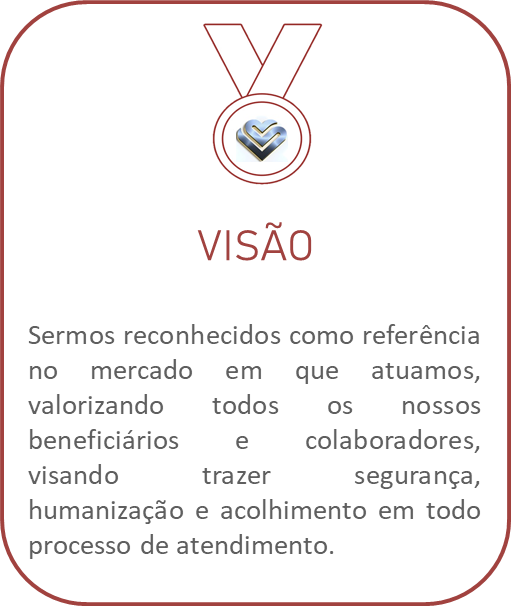 VISÃO
Sermos reconhecidos como referência
no mercado em que atuamos,
valorizando todos os nossos
beneficiários e colaboradores,
visando trazer segurança,
humanização e acolhimento em todo
processo de atendimento.